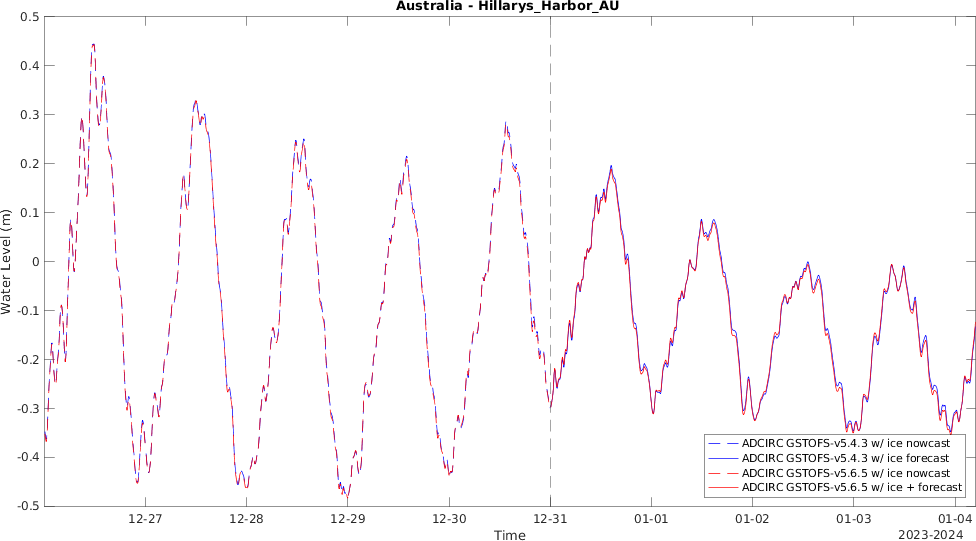 Australia - Hillarys_Harbor_AU
0.5
0.4
0.3
0.2
0.1
0
-0.1
-0.2
-0.3
-0.4
-0.5
Water Level (m)
ADCIRC GSTOFS-v5.4.3 w/ ice nowcast
ADCIRC GSTOFS-v5.4.3 w/ ice forecast
ADCIRC GSTOFS-v5.6.5 w/ ice nowcast
ADCIRC GSTOFS-v5.6.5 w/ ice + forecast
12-27 12-28 12-29 12-30 12-31 01-01 01-02 01-03 01-04
Time
2023-2024